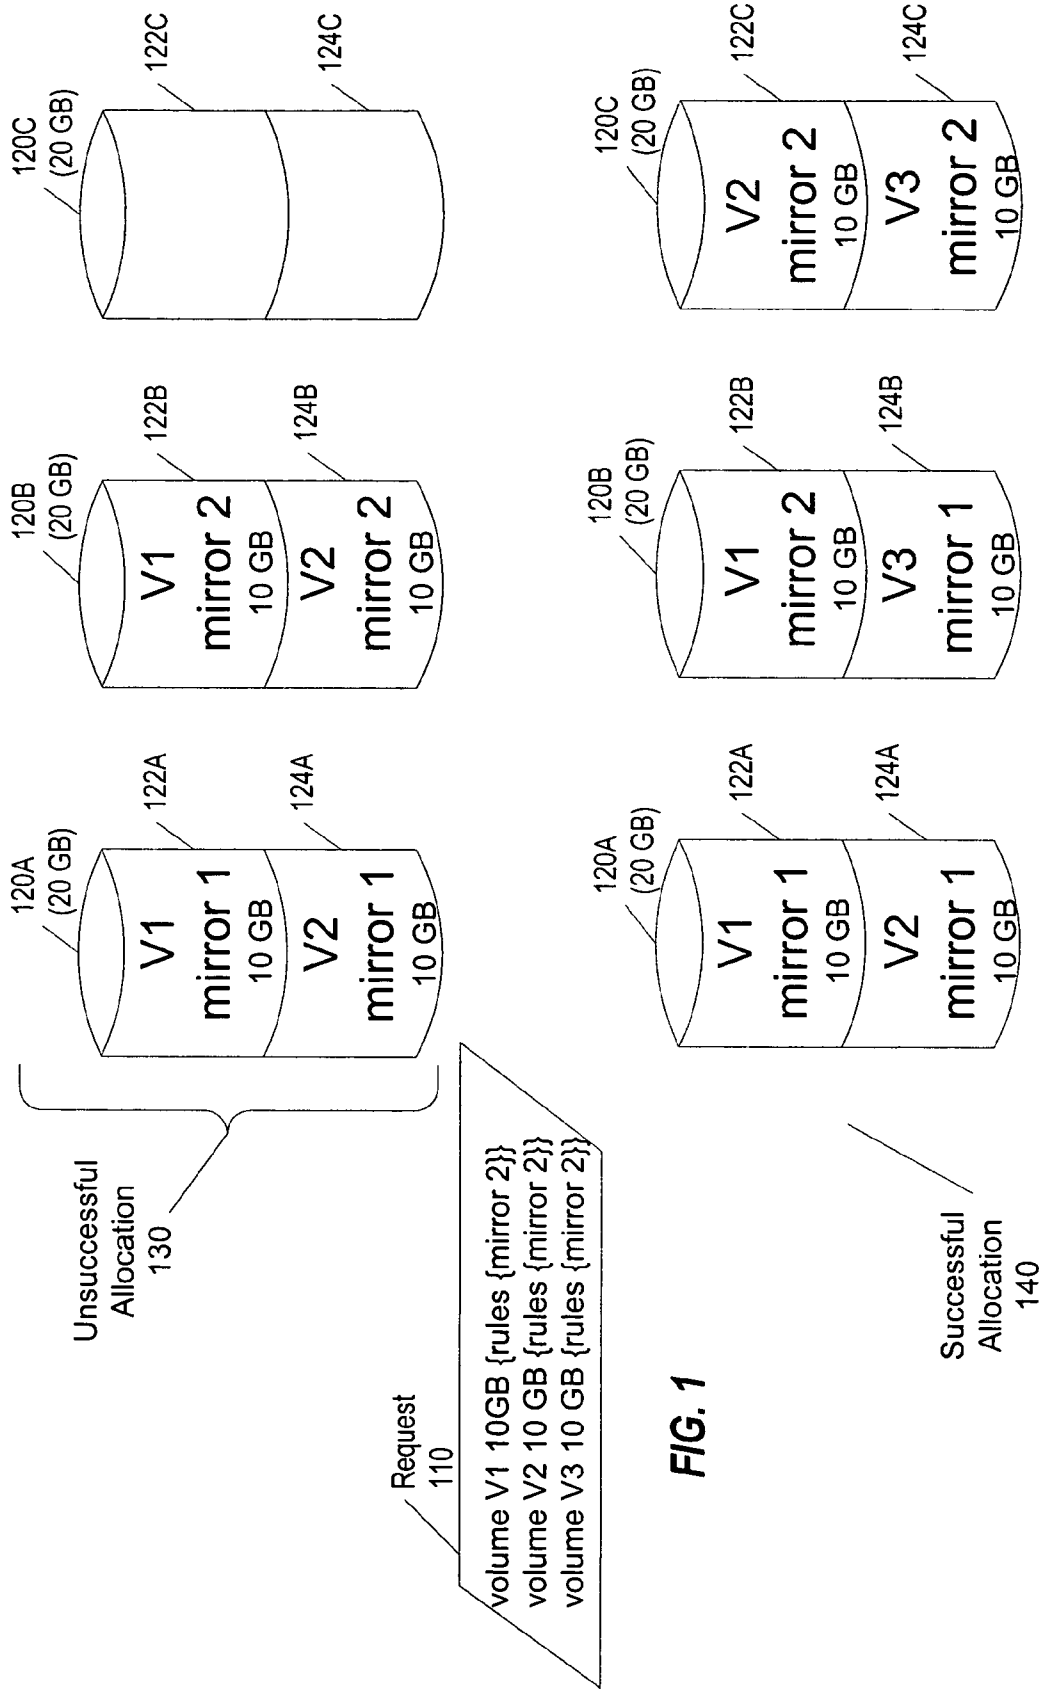 Unsuccessful
Allocation
130
120A
(20 GB)
V1
mirror 1
10 GB
122A
V2
mirror 1
10 GB
124A
120B
(20 GB)
V1
mirror 2
10 GB
122B
V2
mirror 2
10 GB
124B
120C
(20 GB)
122C
124C
Request
110
volume V1 10GB {rules {mirror 2}}
volume V2 10 GB {rules {mirror 2}}
volume V3 10 GB {rules {mirror 2}}
FIG. 1
Successful
Allocation
140
120A
(20 GB)
V1
mirror 1
10 GB
122A
V2
mirror 1
10 GB
124A
120B
(20 GB)
V1
mirror 2
10 GB
122B
V3
mirror 1
10 GB
124B
120C
(20 GB)
V2
mirror 2
10 GB
122C
V3
mirror 2
10 GB
124C